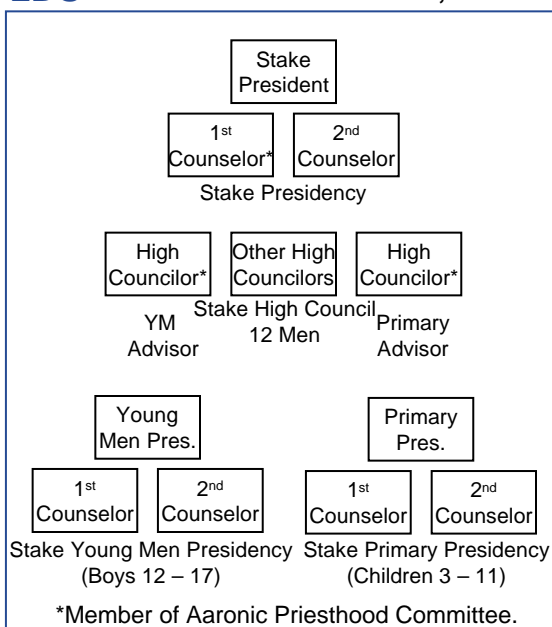 Stake
President
1st
Counselor*
2nd
Counselor
Stake Presidency
High
Councilor*
Other High
Councilors
High
Councilor*
Stake High Council
12 Men
YM
Advisor
Primary
Advisor
Young
Men Pres.
Primary
Pres.
1st
Counselor
2nd
Counselor
1st
Counselor
2nd
Counselor
Stake Young Men Presidency
(Boys 12 – 17)
Stake Primary Presidency
(Children 3 – 11)
*Member of Aaronic Priesthood Committee.